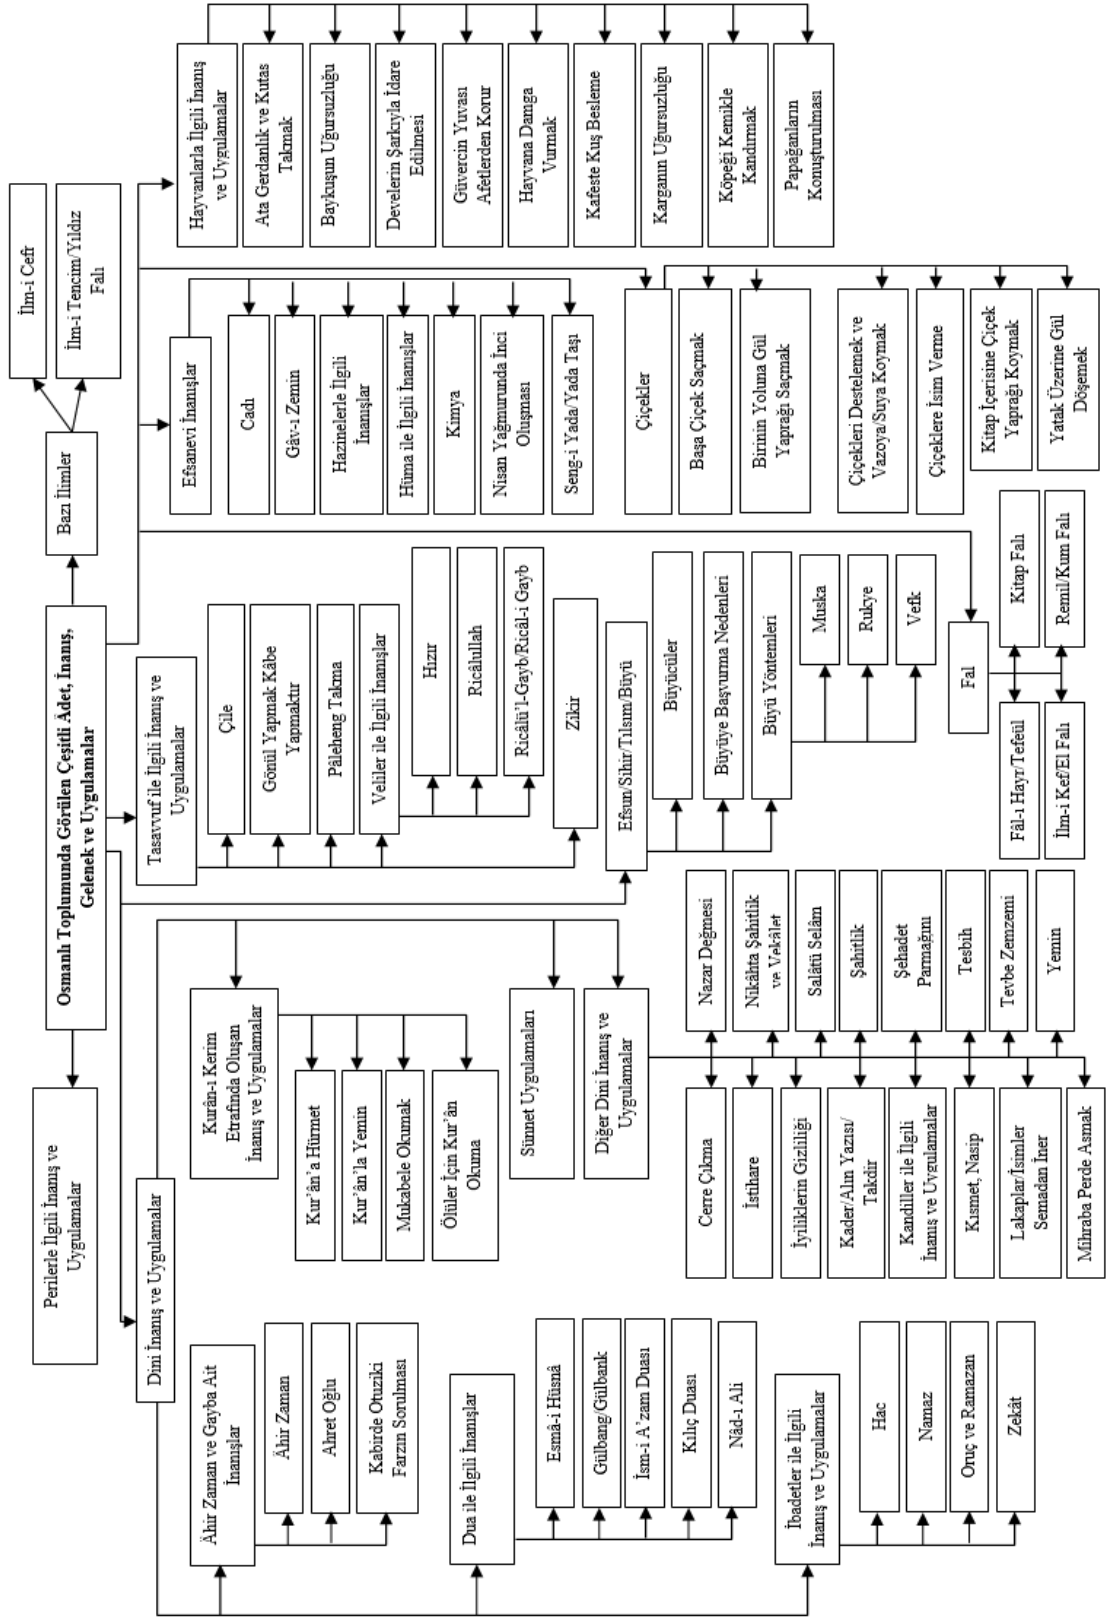 Osmanlı Toplumunda Görülen Çeşitli Âdet, İnanış,
Gelenek ve Uygulamalar
Perilerle İlgili İnanış ve
Uygulamalar
Bazı İlimler
İlm-i Cefr
İlm-i Tencim/Yıldız
Falı
Dini İnanış ve Uygulamalar
Âhir Zaman ve Gayba Ait
İnanışlar
Âhir Zaman
Ahret Oğlu
Kabirde Otuziki
Farzın Sorulması
Dua ile İlgili İnanışlar
Esmâ-i Hüsnâ
Gülbang/Gülbank
İsm-i A’zam Duası
Kılıç Duası
Nâd-ı Ali
İbadetler ile İlgili
İnanış ve Uygulamalar
Hac
Namaz
Oruç ve Ramazan
Zekât
Kurân-ı Kerim
Etrafında Oluşan
İnanış ve Uygulamalar
Kur’ân’a Hürmet
Kur’ân’la Yemin
Mukabele Okumak
Ölüler İçin Kur’ân
Okuma
Sünnet Uygulamaları
Diğer Dini İnanış ve
Uygulamalar
Cerre Çıkma
İstihare
İyiliklerin Gizliliği
Kader/Alın Yazısı/
Takdir
Kandiller ile İlgili
İnanış ve Uygulamalar
Kısmet, Nasip
Lakaplar/İsimler
Semadan İner
Mihraba Perde Asmak
Nazar Değmesi
Nikâhta Şahitlik
ve Vekâlet
Salâtü Selâm
Şahitlik
Şehadet
Parmağını
Tesbih
Tevbe Zemzemi
Yemin
Tasavvuf ile İlgili İnanış ve
Uygulamalar
Çile
Gönül Yapmak Kâbe
Yapmaktır
Pâleheng Takma
Veliler ile İlgili İnanışlar
Hızır
Ricâlullah
Ricâlü’l-Gayb/Ricâl-i Gayb
Zikir
Efsun/Sihir/Tılsım/Büyü
Büyücüler
Büyüye Başvurma Nedenleri
Büyü Yöntemleri
Muska
Rukye
Vefk
Fal
Fâl-ı Hayr/Tefeül
Kitap Falı
İlm-i Kef/El Falı
Remil/Kum Falı
Efsanevi İnanışlar
Cadı
Gâv-ı Zemin
Hazinelerle İlgili
İnanışlar
Hüma ile İlgili İnanışlar
Kimya
Nisan Yağmurunda İnci
Oluşması
Seng-i Yada/Yada Taşı
Çiçekler
Başa Çiçek Saçmak
Birinin Yoluna Gül
Yaprağı Saçmak
Çiçekleri Destelemek ve
Vazoya/Suya Koymak
Çiçeklere İsim Verme
Kitap İçerisine Çiçek
Yaprağı Koymak
Yatak Üzerine Gül
Döşemek
Hayvanlarla İlgili İnanış
ve Uygulamalar
Ata Gerdanlık ve Kutas
Takmak
Baykuşun Uğursuzluğu
Develerin Şarkıyla İdare
Edilmesi
Güvercin Yuvası
Afetlerden Korur
Hayvana Damga
Vurmak
Kafeste Kuş Besleme
Karganın Uğursuzluğu
Köpeği Kemikle
Kandırmak
Papağanların
Konuşturulması